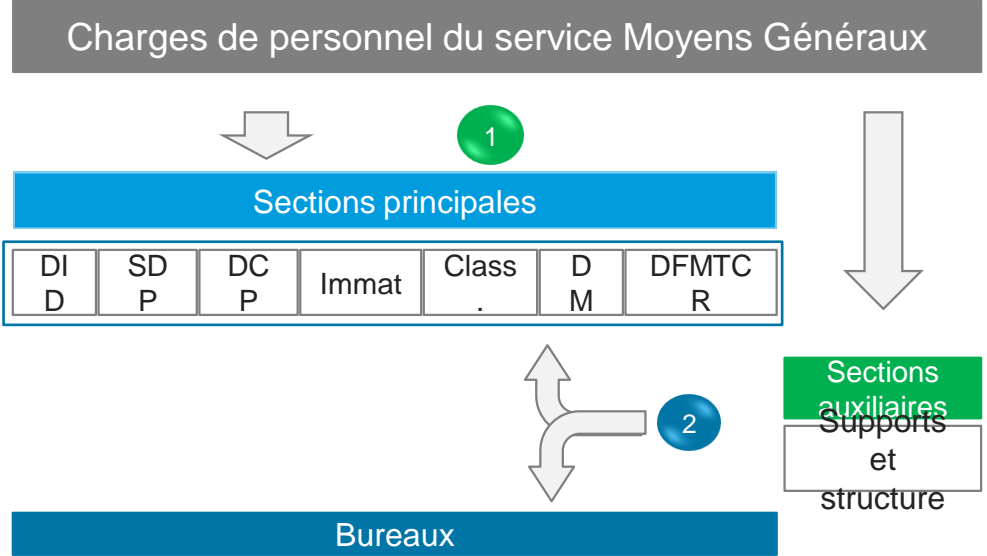 Charges de personnel du service Moyens Généraux
1
Sections principales
DI
D
SD
P
DC
P
Immat
Class
.
D
M
DFMTC
R
Sections
auxiliaires
Supports
et
structure
2
Bureaux